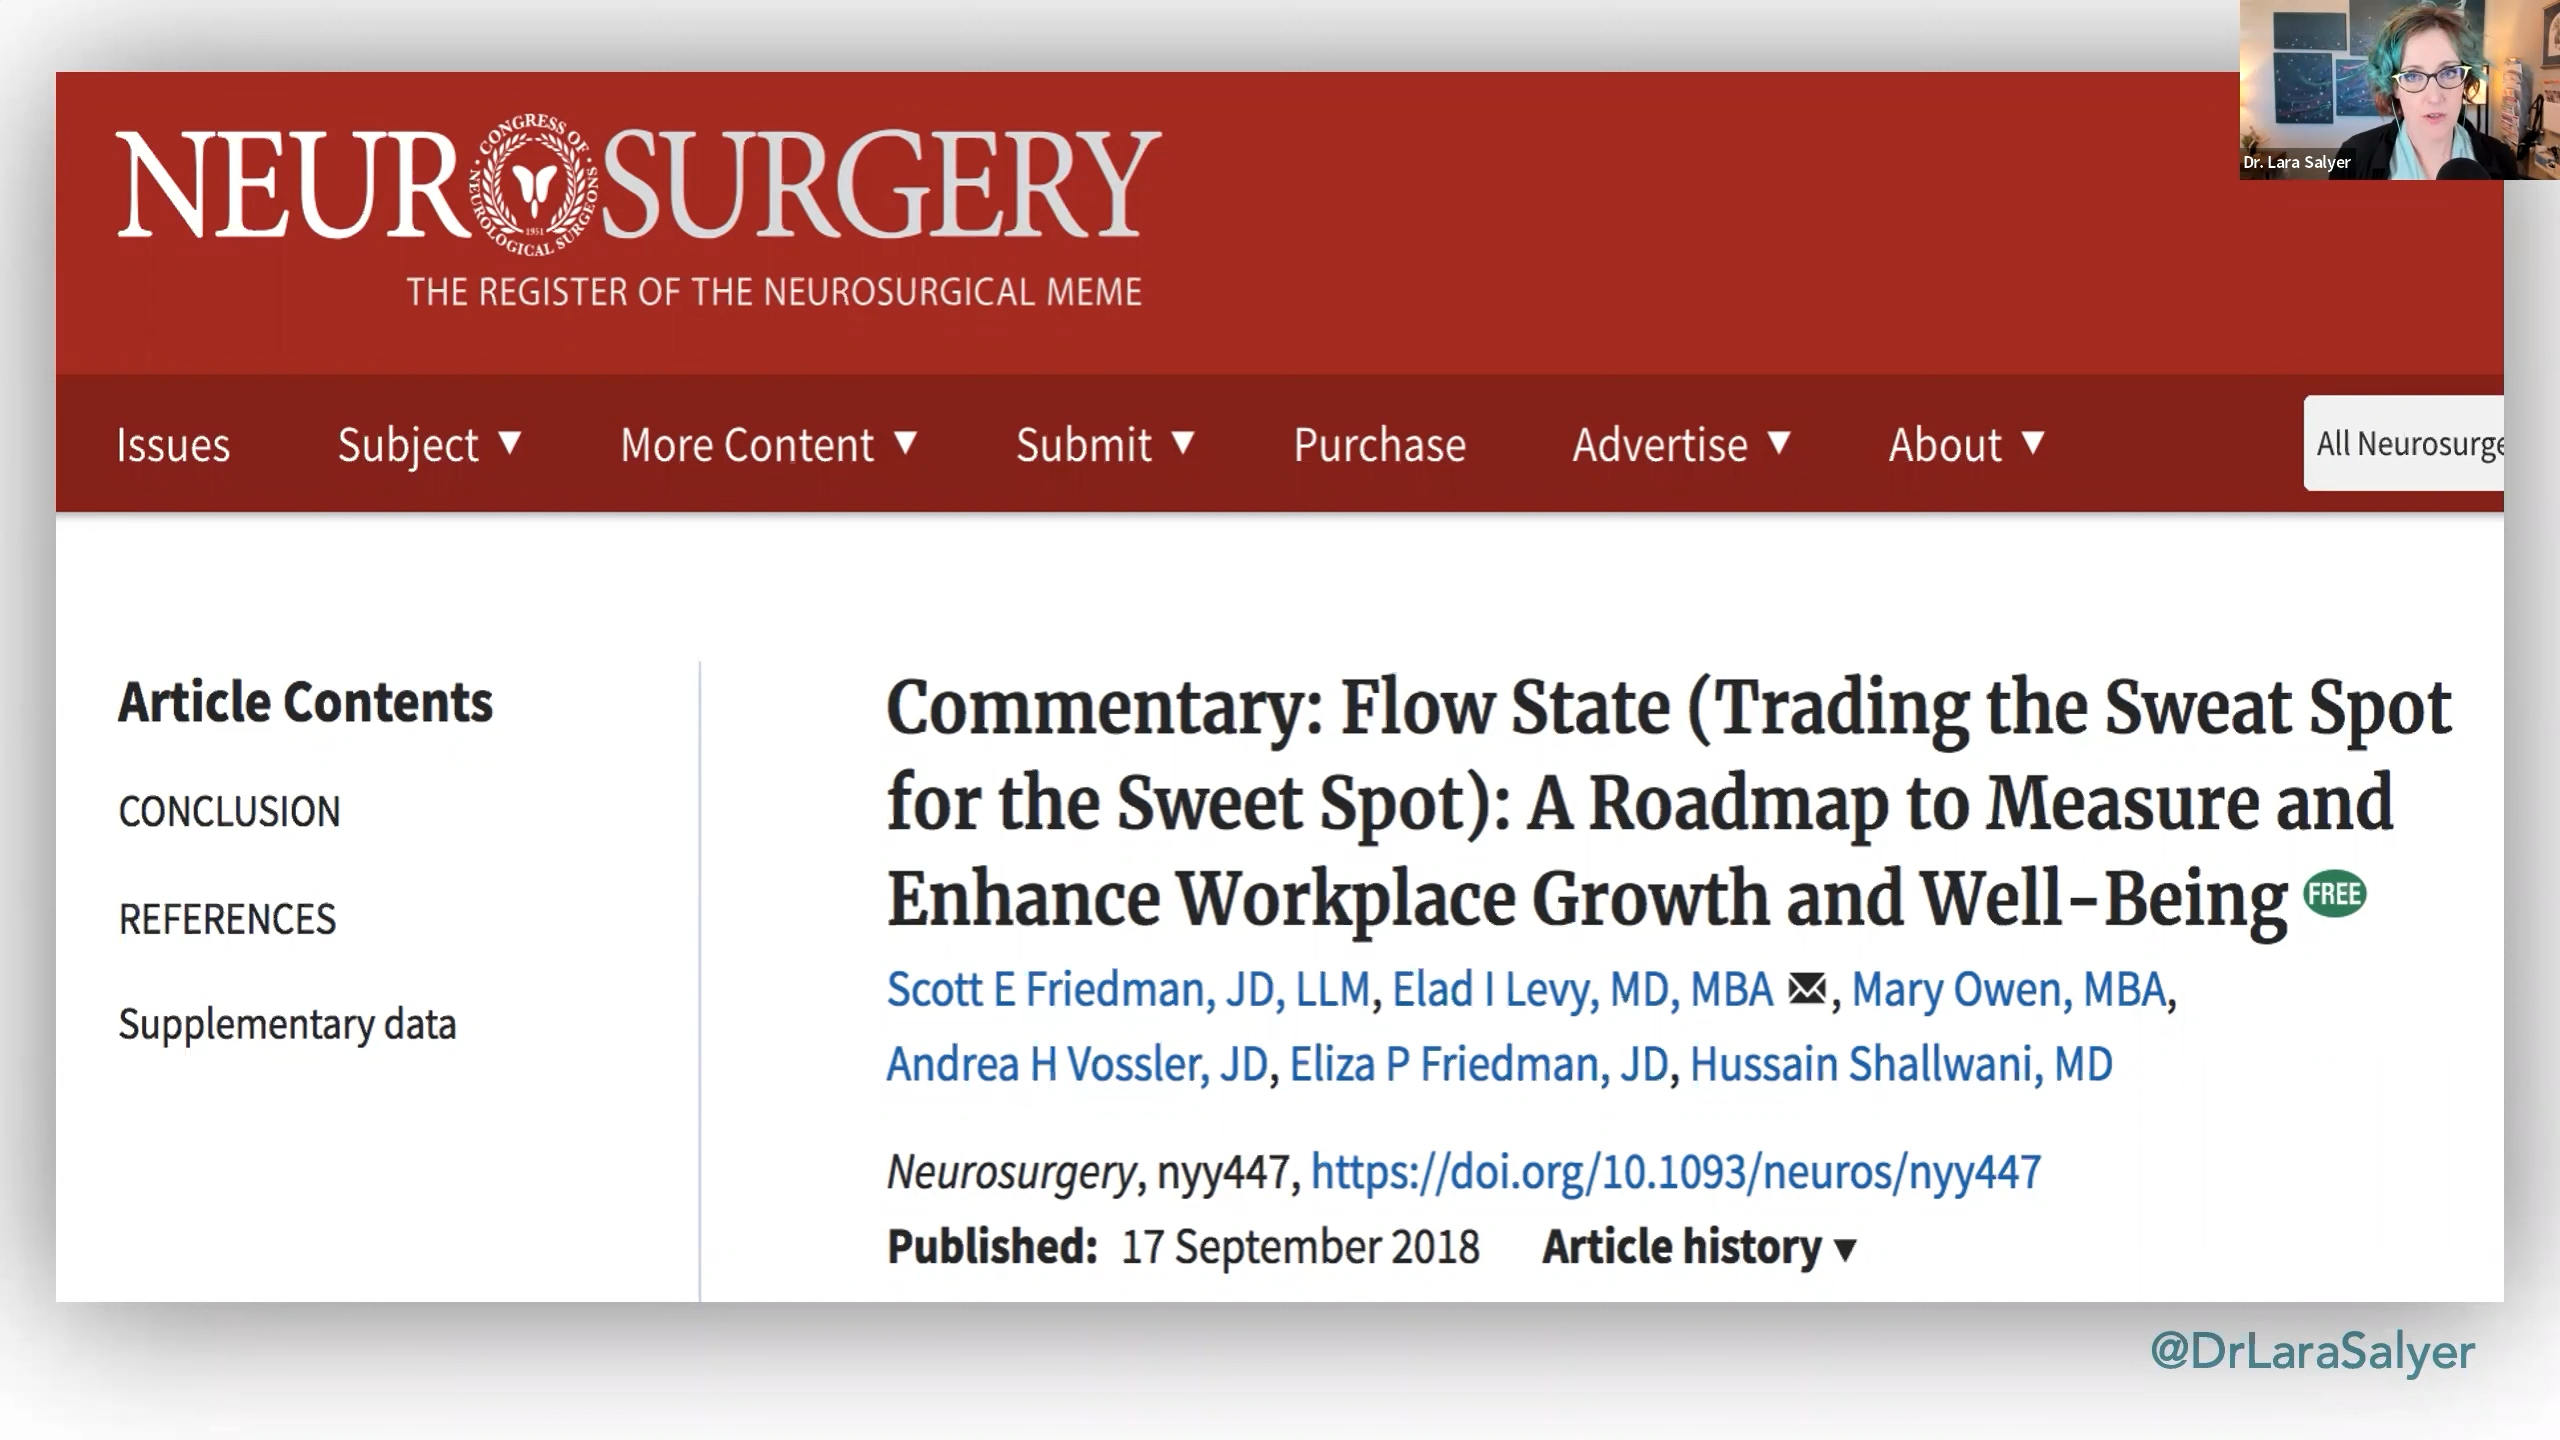 Dr. Lara Salyer
NEUROSURGERY
CONGRESS OF NEUROLOGICAL SURGEONS
1951
THE REGISTER OF THE NEUROSURGICAL MEME
Issues Subject ▼ More Content ▼ Submit ▼ Purchase Advertise ▼ About ▼ All Neurosurge
Article Contents
CONCLUSION
REFERENCES
Supplementary data
Commentary: Flow State (Trading the Sweat Spot
for the Sweet Spot): A Roadmap to Measure and
Enhance Workplace Growth and Well-Being FREE
Scott E Friedman, JD, LLM, Elad I Levy, MD, MBA ✉, Mary Owen, MBA,
Andrea H Vossler, JD, Eliza P Friedman, JD, Hussain Shallwani, MD
Neurosurgery, nyy447, https://doi.org/10.1093/neuros/nyy447
Published: 17 September 2018 Article history ▼
@DrLaraSalyer